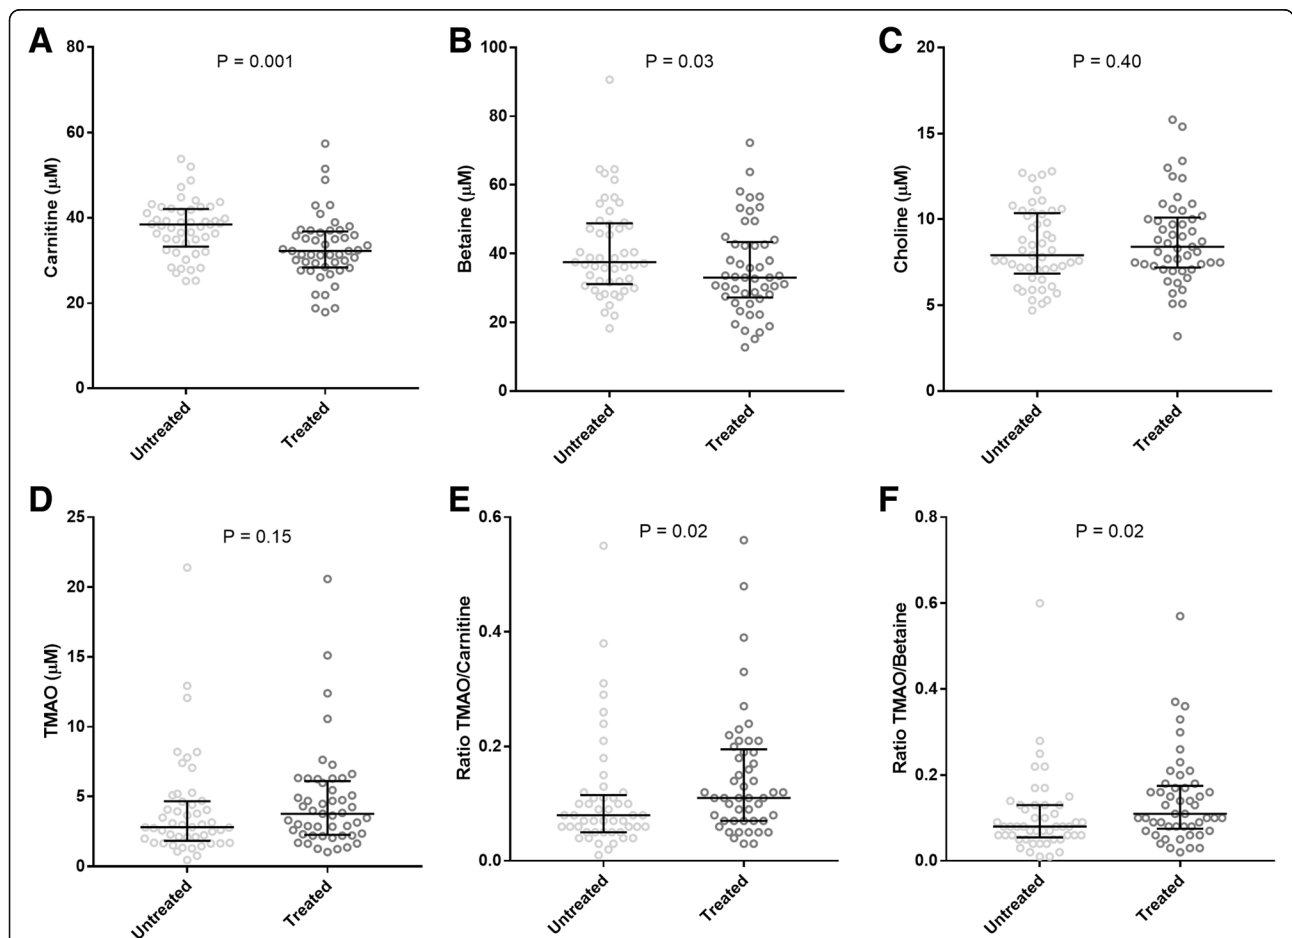 A
P = 0.001
Carnitine (μM)
80
60
40
20
0
Untreated
Treated
B
P = 0.03
Betaine (μM)
100
80
60
40
20
0
Untreated
Treated
C
P = 0.40
Choline (μM)
20
15
10
5
0
Untreated
Treated
D
P = 0.15
TMAO (μM)
25
20
15
10
5
0
Untreated
Treated
E
P = 0.02
Ratio TMAO/Carnitine
0.6
0.4
0.2
0.0
Untreated
Treated
F
P = 0.02
Ratio TMAO/Betaine
0.8
0.6
0.4
0.2
0.0
Untreated
Treated